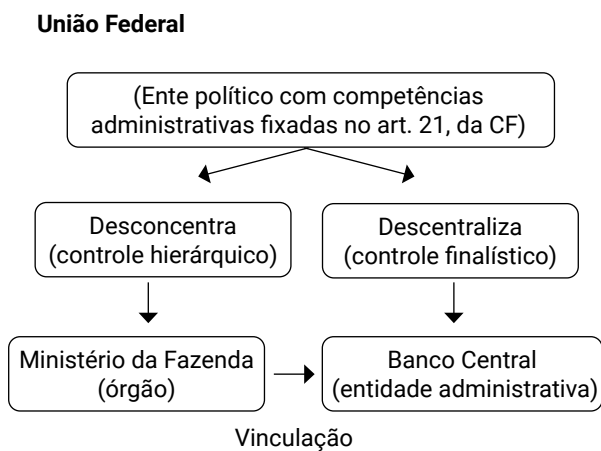 União Federal
(Ente político com competências
administrativas fixadas no art. 21, da CF)
Desconcentra
(controle hierárquico)
Descentraliza
(controle finalístico)
Ministério da Fazenda
(órgão)
Banco Central
(entidade administrativa)
Vinculação